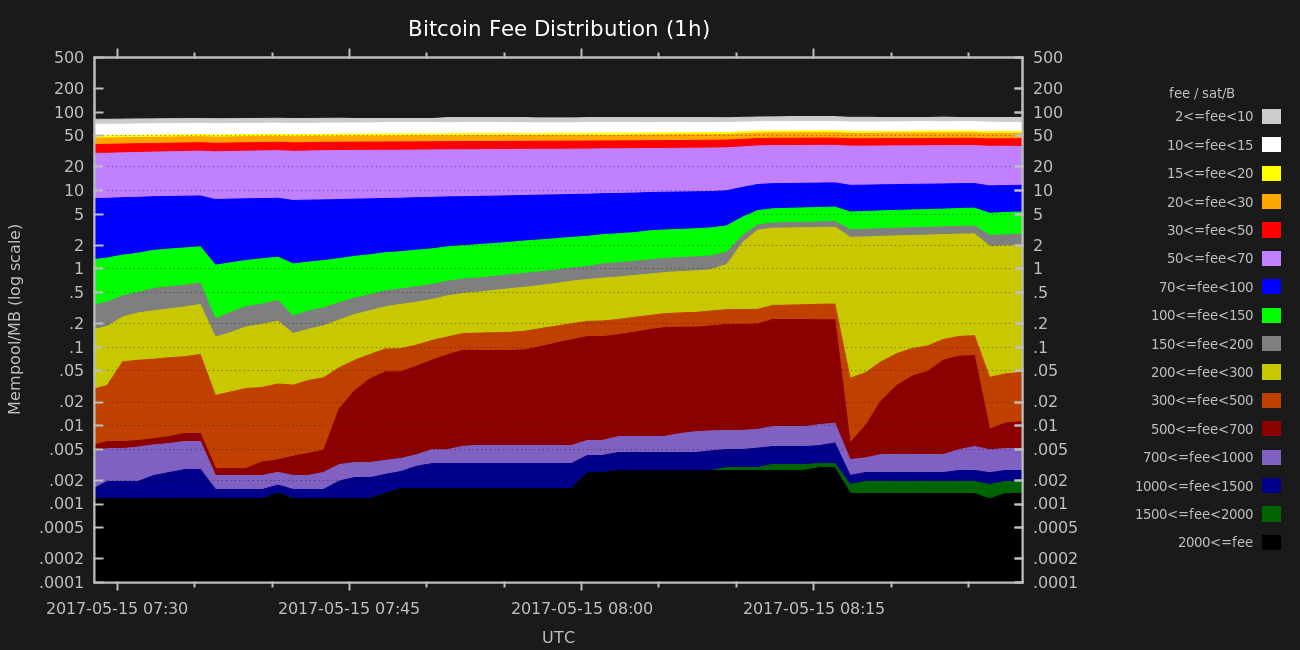 Bitcoin Fee Distribution (1h)
500
200
100
50
20
10
5
2
1
.5
.2
.1
.05
.02
.01
.005
.002
.001
.0005
.0002
.0001
Mempool/MB (log scale)
500
200
100
50
20
10
5
2
1
.5
.2
.1
.05
.02
.01
.005
.002
.001
.0005
.0002
.0001
2017-05-15 07:30 2017-05-15 07:45 2017-05-15 08:00 2017-05-15 08:15
UTC
fee / sat/B
2<=fee<10
10<=fee<15
15<=fee<20
20<=fee<30
30<=fee<50
50<=fee<70
70<=fee<100
100<=fee<150
150<=fee<200
200<=fee<300
300<=fee<500
500<=fee<700
700<=fee<1000
1000<=fee<1500
1500<=fee<2000
2000<=fee